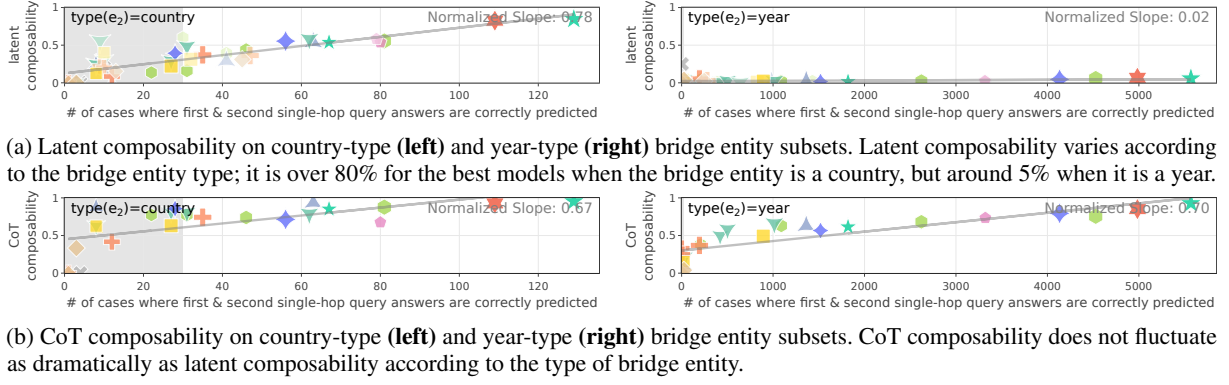 type(e₂)=country Normalized Slope: 0.78 type(e₂)=year Normalized Slope: 0.02
latent composability
1
0.5
0
0 20 40 60 80 100 120
# of cases where first & second single-hop query answers are correctly predicted
latent composability
1
0.5
0
0 1000 2000 3000 4000 5000
# of cases where first & second single-hop query answers are correctly predicted
(a) Latent composability on country-type (left) and year-type (right) bridge entity subsets. Latent composability varies according
to the bridge entity type; it is over 80% for the best models when the bridge entity is a country, but around 5% when it is a year.
type(e₂)=country Normalized Slope: 0.67 type(e₂)=year Normalized Slope: 0.70
CoT composability
1
0.5
0
0 20 40 60 80 100 120
# of cases where first & second single-hop query answers are correctly predicted
CoT composability
1
0.5
0
0 1000 2000 3000 4000 5000
# of cases where first & second single-hop query answers are correctly predicted
(b) CoT composability on country-type (left) and year-type (right) bridge entity subsets. CoT composability does not fluctuate
as dramatically as latent composability according to the type of bridge entity.